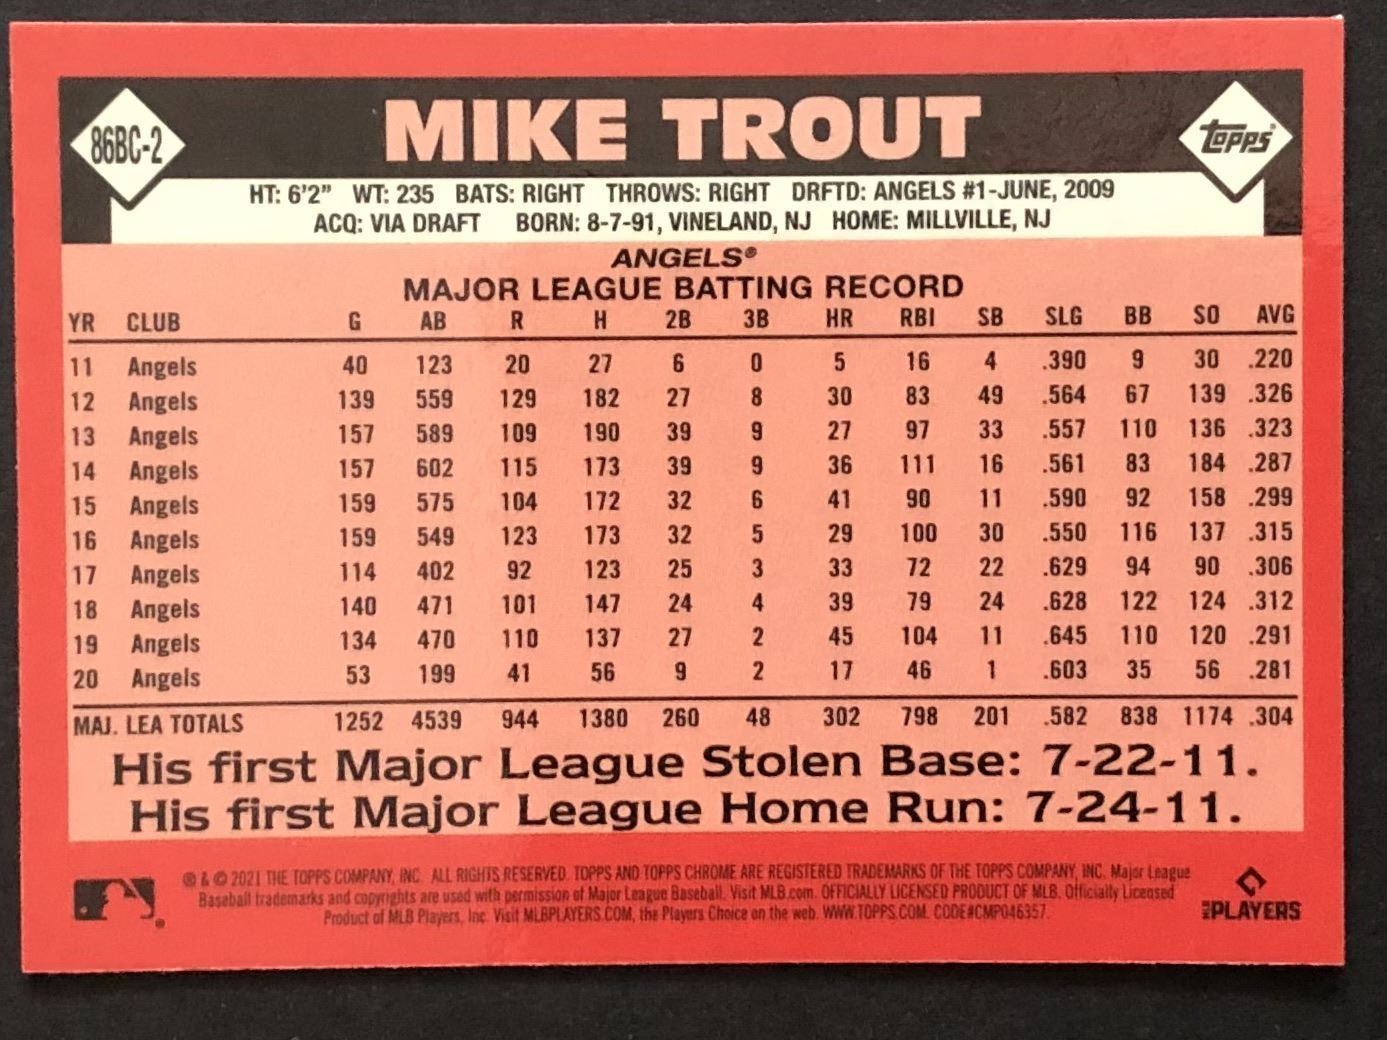 86BC-2
MIKE TROUT
TOPPS
HT: 6'2" WT: 235 BATS: RIGHT THROWS: RIGHT DRFTD: ANGELS #1-JUNE, 2009
ACQ: VIA DRAFT BORN: 8-7-91, VINELAND, NJ HOME: MILLVILLE, NJ
ANGELS®
MAJOR LEAGUE BATTING RECORD
YR CLUB G AB R H 2B 3B HR RBI SB SLG BB SO AVG
11 Angels 40 123 20 27 6 0 5 16 4 .390 9 30 .220
12 Angels 139 559 129 182 27 8 30 83 49 .564 67 139 .326
13 Angels 157 589 109 190 39 9 27 97 33 .557 110 136 .323
14 Angels 157 602 115 173 39 9 36 111 16 .561 83 184 .287
15 Angels 159 575 104 172 32 6 41 90 11 .590 92 158 .299
16 Angels 159 549 123 173 32 5 29 100 30 .550 116 137 .315
17 Angels 114 402 92 123 25 3 33 72 22 .629 94 90 .306
18 Angels 140 471 101 147 24 4 39 79 24 .628 122 124 .312
19 Angels 134 470 110 137 27 2 45 104 11 .645 110 120 .291
20 Angels 53 199 41 56 9 2 17 46 1 .603 35 56 .281
MAJ. LEA TOTALS 1252 4539 944 1380 260 48 302 798 201 .582 838 1174 .304
His first Major League Stolen Base: 7-22-11.
His first Major League Home Run: 7-24-11.
® & © 2021 THE TOPPS COMPANY, INC. ALL RIGHTS RESERVED. TOPPS AND TOPPS CHROME ARE REGISTERED TRADEMARKS OF THE TOPPS COMPANY, INC. Major League
Baseball trademarks and copyrights are used with permission of Major League Baseball. Visit MLB.com. OFFICIALLY LICENSED PRODUCT OF MLB. Officially Licensed
Product of MLB Players, Inc. Visit MLBPLAYERS.COM, the Players Choice on the web. WWW.TOPPS.COM. CODE#CMP046357.
MLB PLAYERS